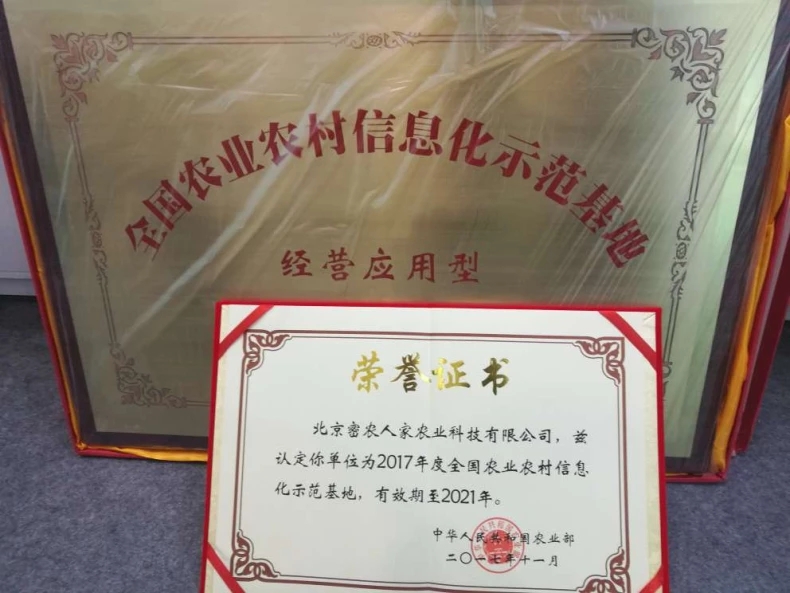 全国农业农村信息化示范基地
经营应用型
荣誉证书
北京密农人家农业科技有限公司，兹
认定你单位为2017年度全国农业农村信息
化示范基地，有效期至2021年。
中华人民共和国农业部
二〇一七年十一月